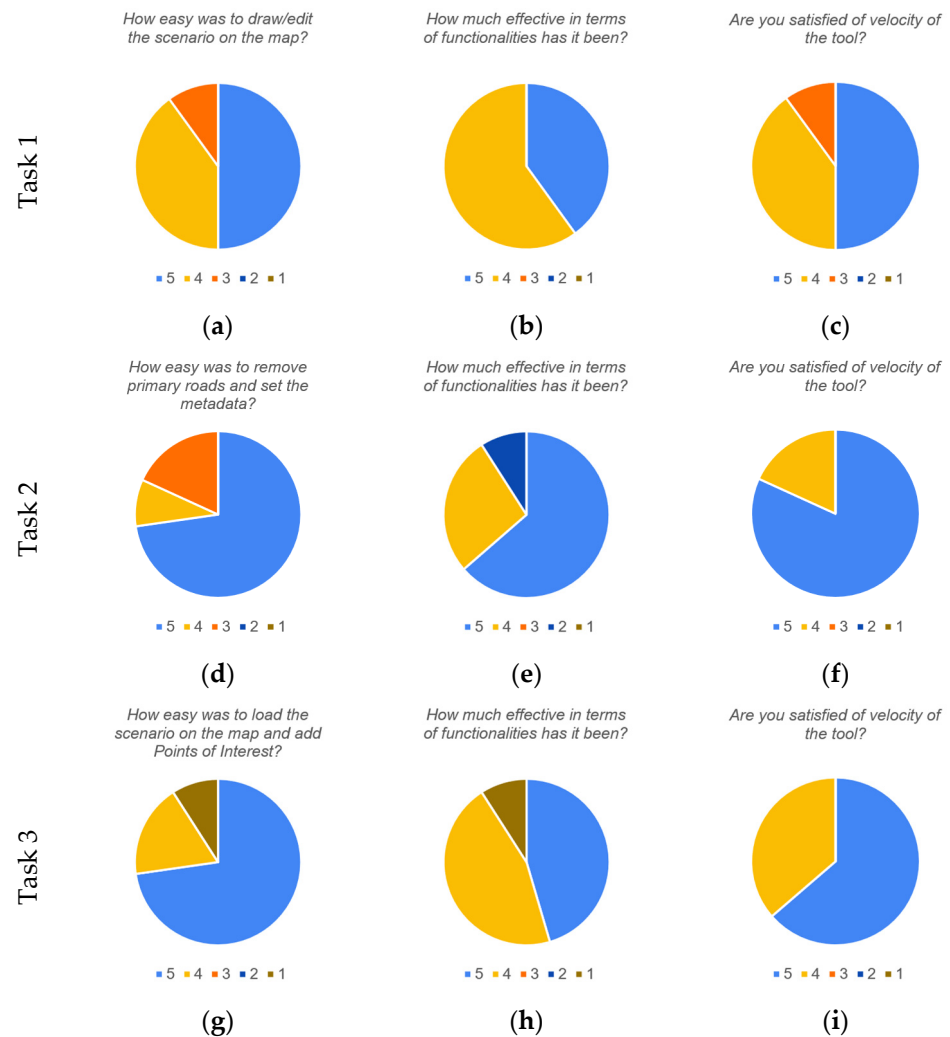 How easy was to draw/edit
the scenario on the map?
How much effective in terms
of functionalities has it been?
Are you satisfied of velocity of
the tool?
Task 1
5 4 3 2 1
5 4 3 2 1
5 4 3 2 1
(a)
(b)
(c)
How easy was to remove
primary roads and set the
metadata?
How much effective in terms
of functionalities has it been?
Are you satisfied of velocity of
the tool?
Task 2
5 4 3 2 1
5 4 3 2 1
5 4 3 2 1
(d)
(e)
(f)
How easy was to load the
scenario on the map and add
Points of Interest?
How much effective in terms
of functionalities has it been?
Are you satisfied of velocity of
the tool?
Task 3
5 4 3 2 1
5 4 3 2 1
5 4 3 2 1
(g)
(h)
(i)